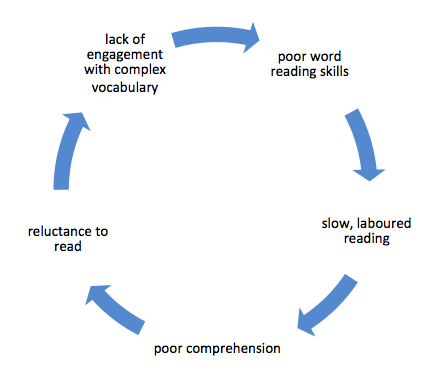 lack of
engagement
with complex
vocabulary
poor word
reading skills
slow, laboured
reading
poor comprehension
reluctance to
read